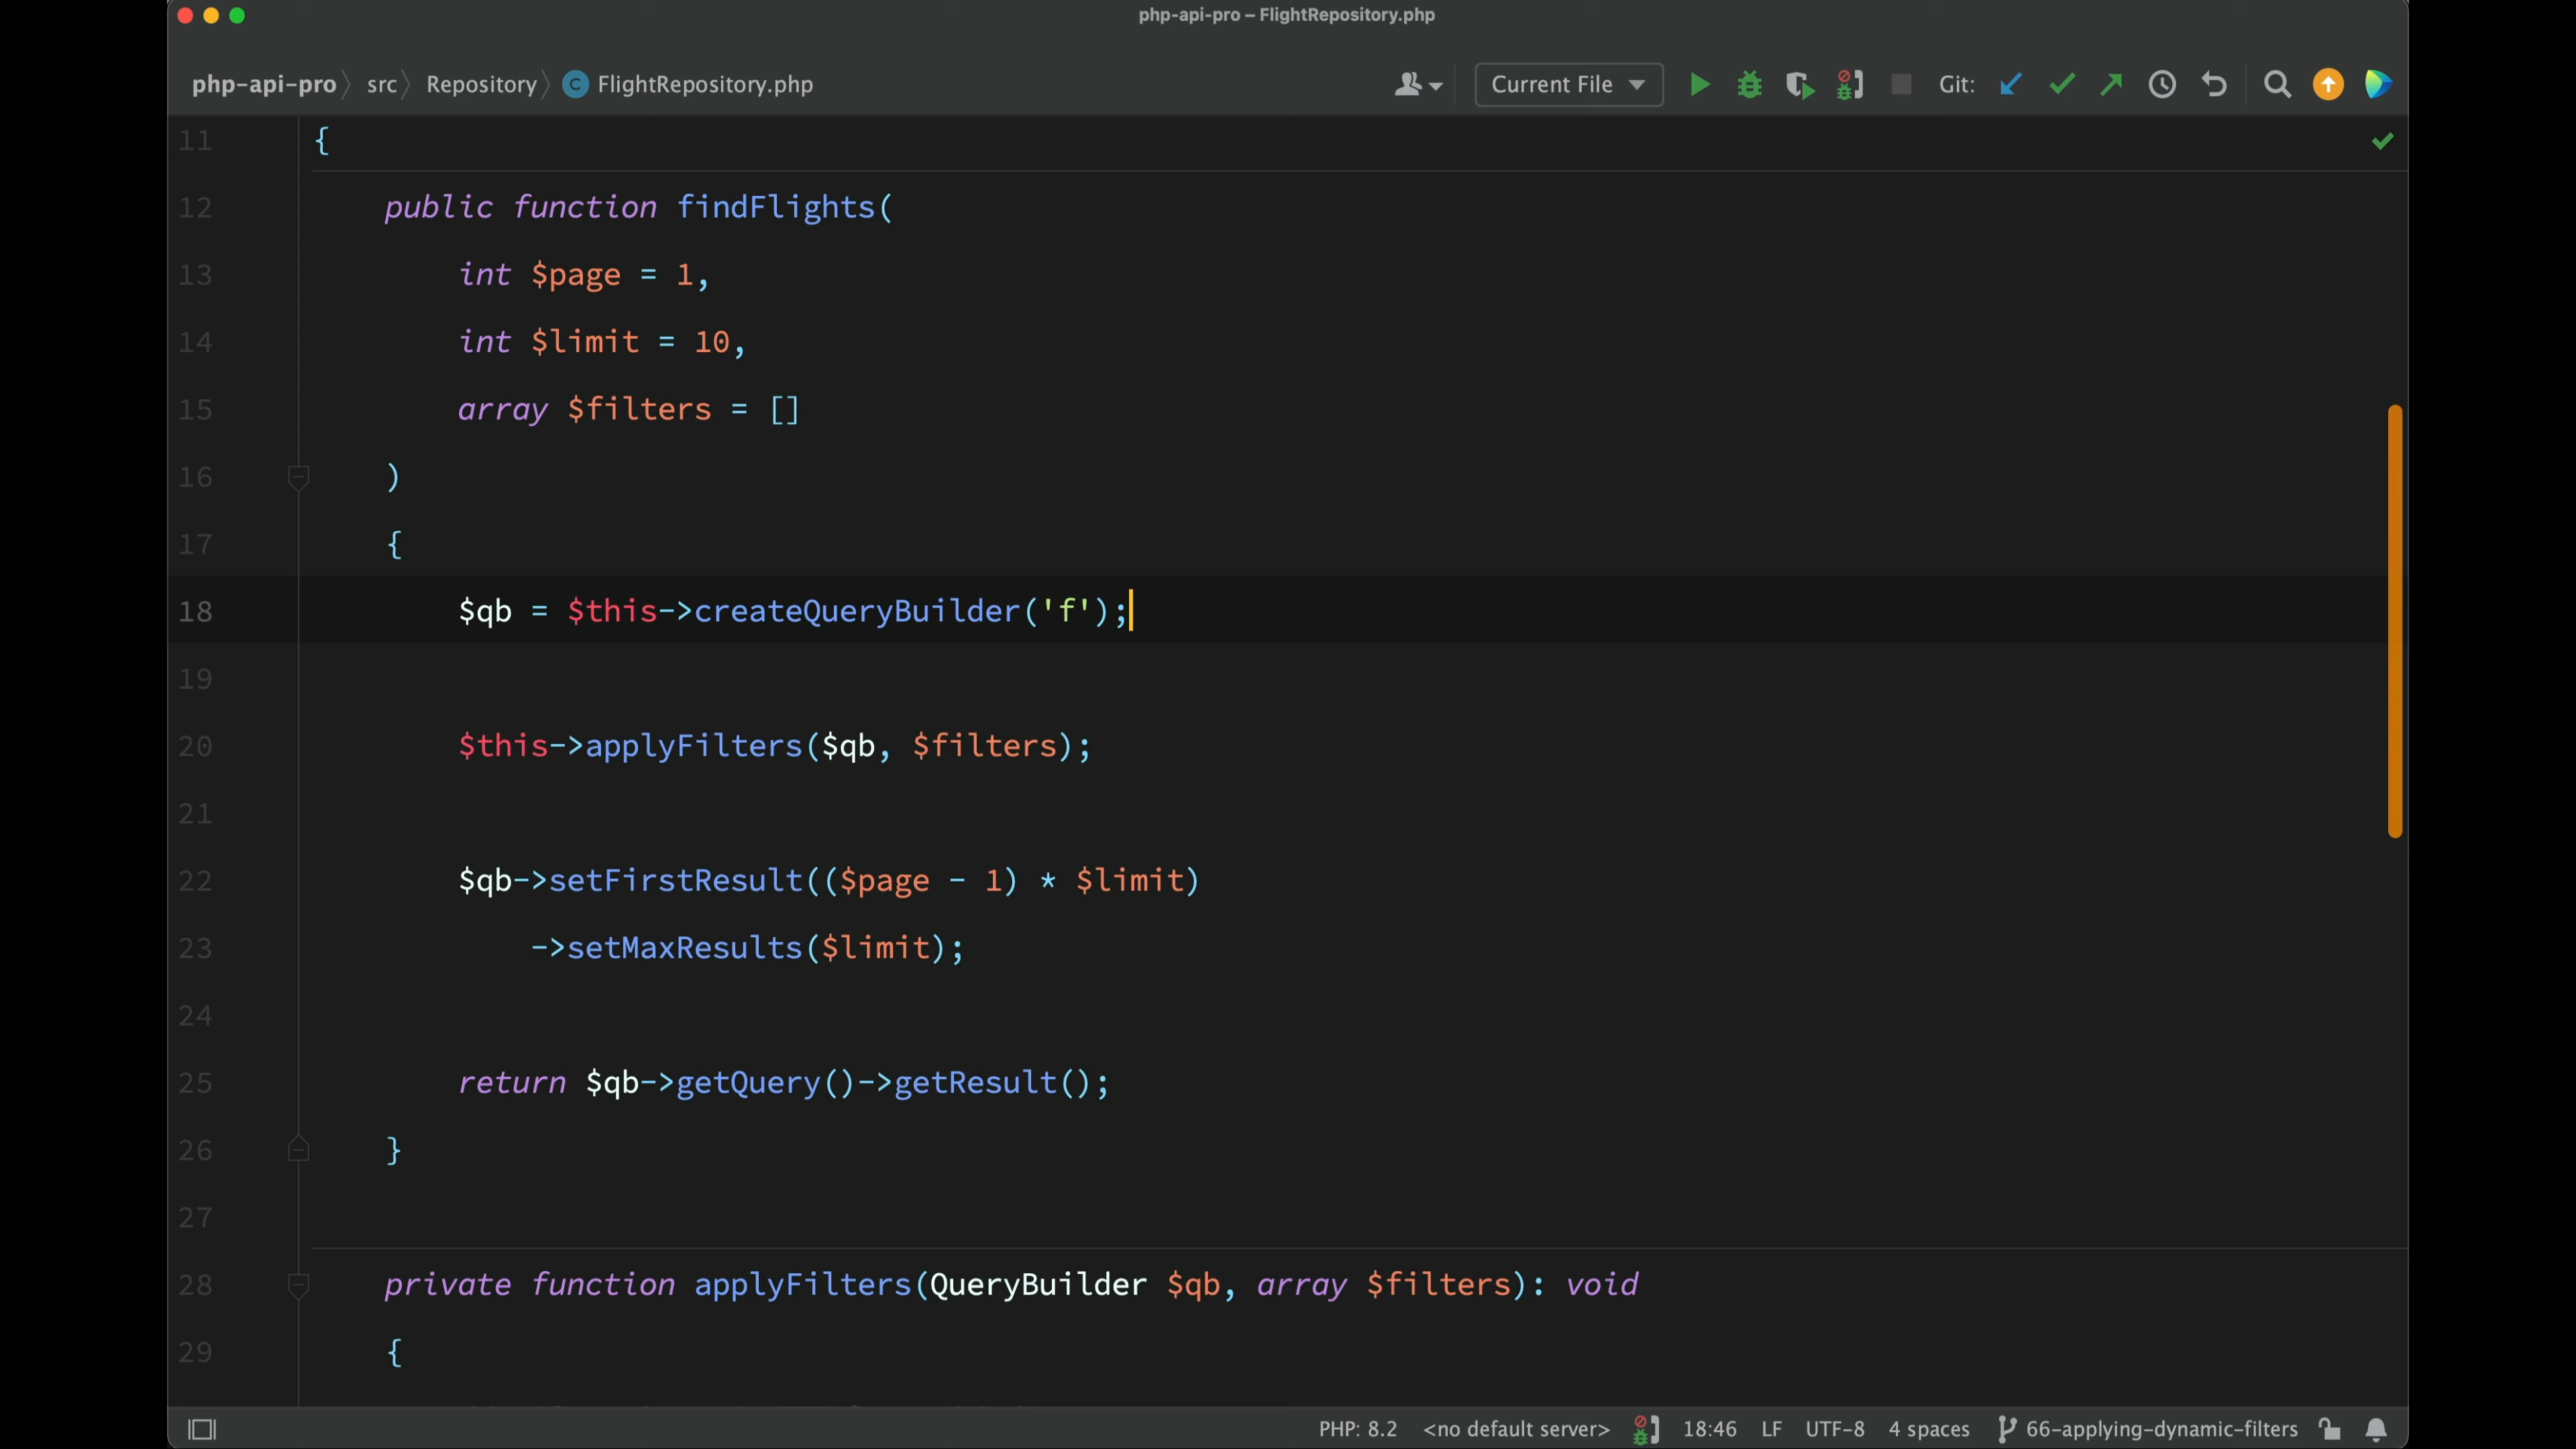 php-api-pro – FlightRepository.php
php-api-pro 〉 src 〉 Repository 〉 C FlightRepository.php Current File Git:
11 {
12 public function findFlights(
13 int $page = 1,
14 int $limit = 10,
15 array $filters = []
16 )
17 {
18 $qb = $this->createQueryBuilder('f');
19
20 $this->applyFilters($qb, $filters);
21
22 $qb->setFirstResult(($page - 1) * $limit)
23 ->setMaxResults($limit);
24
25 return $qb->getQuery()->getResult();
26 }
27
28 private function applyFilters(QueryBuilder $qb, array $filters): void
29 {
PHP: 8.2 <no default server> 18:46 LF UTF-8 4 spaces 66-applying-dynamic-filters